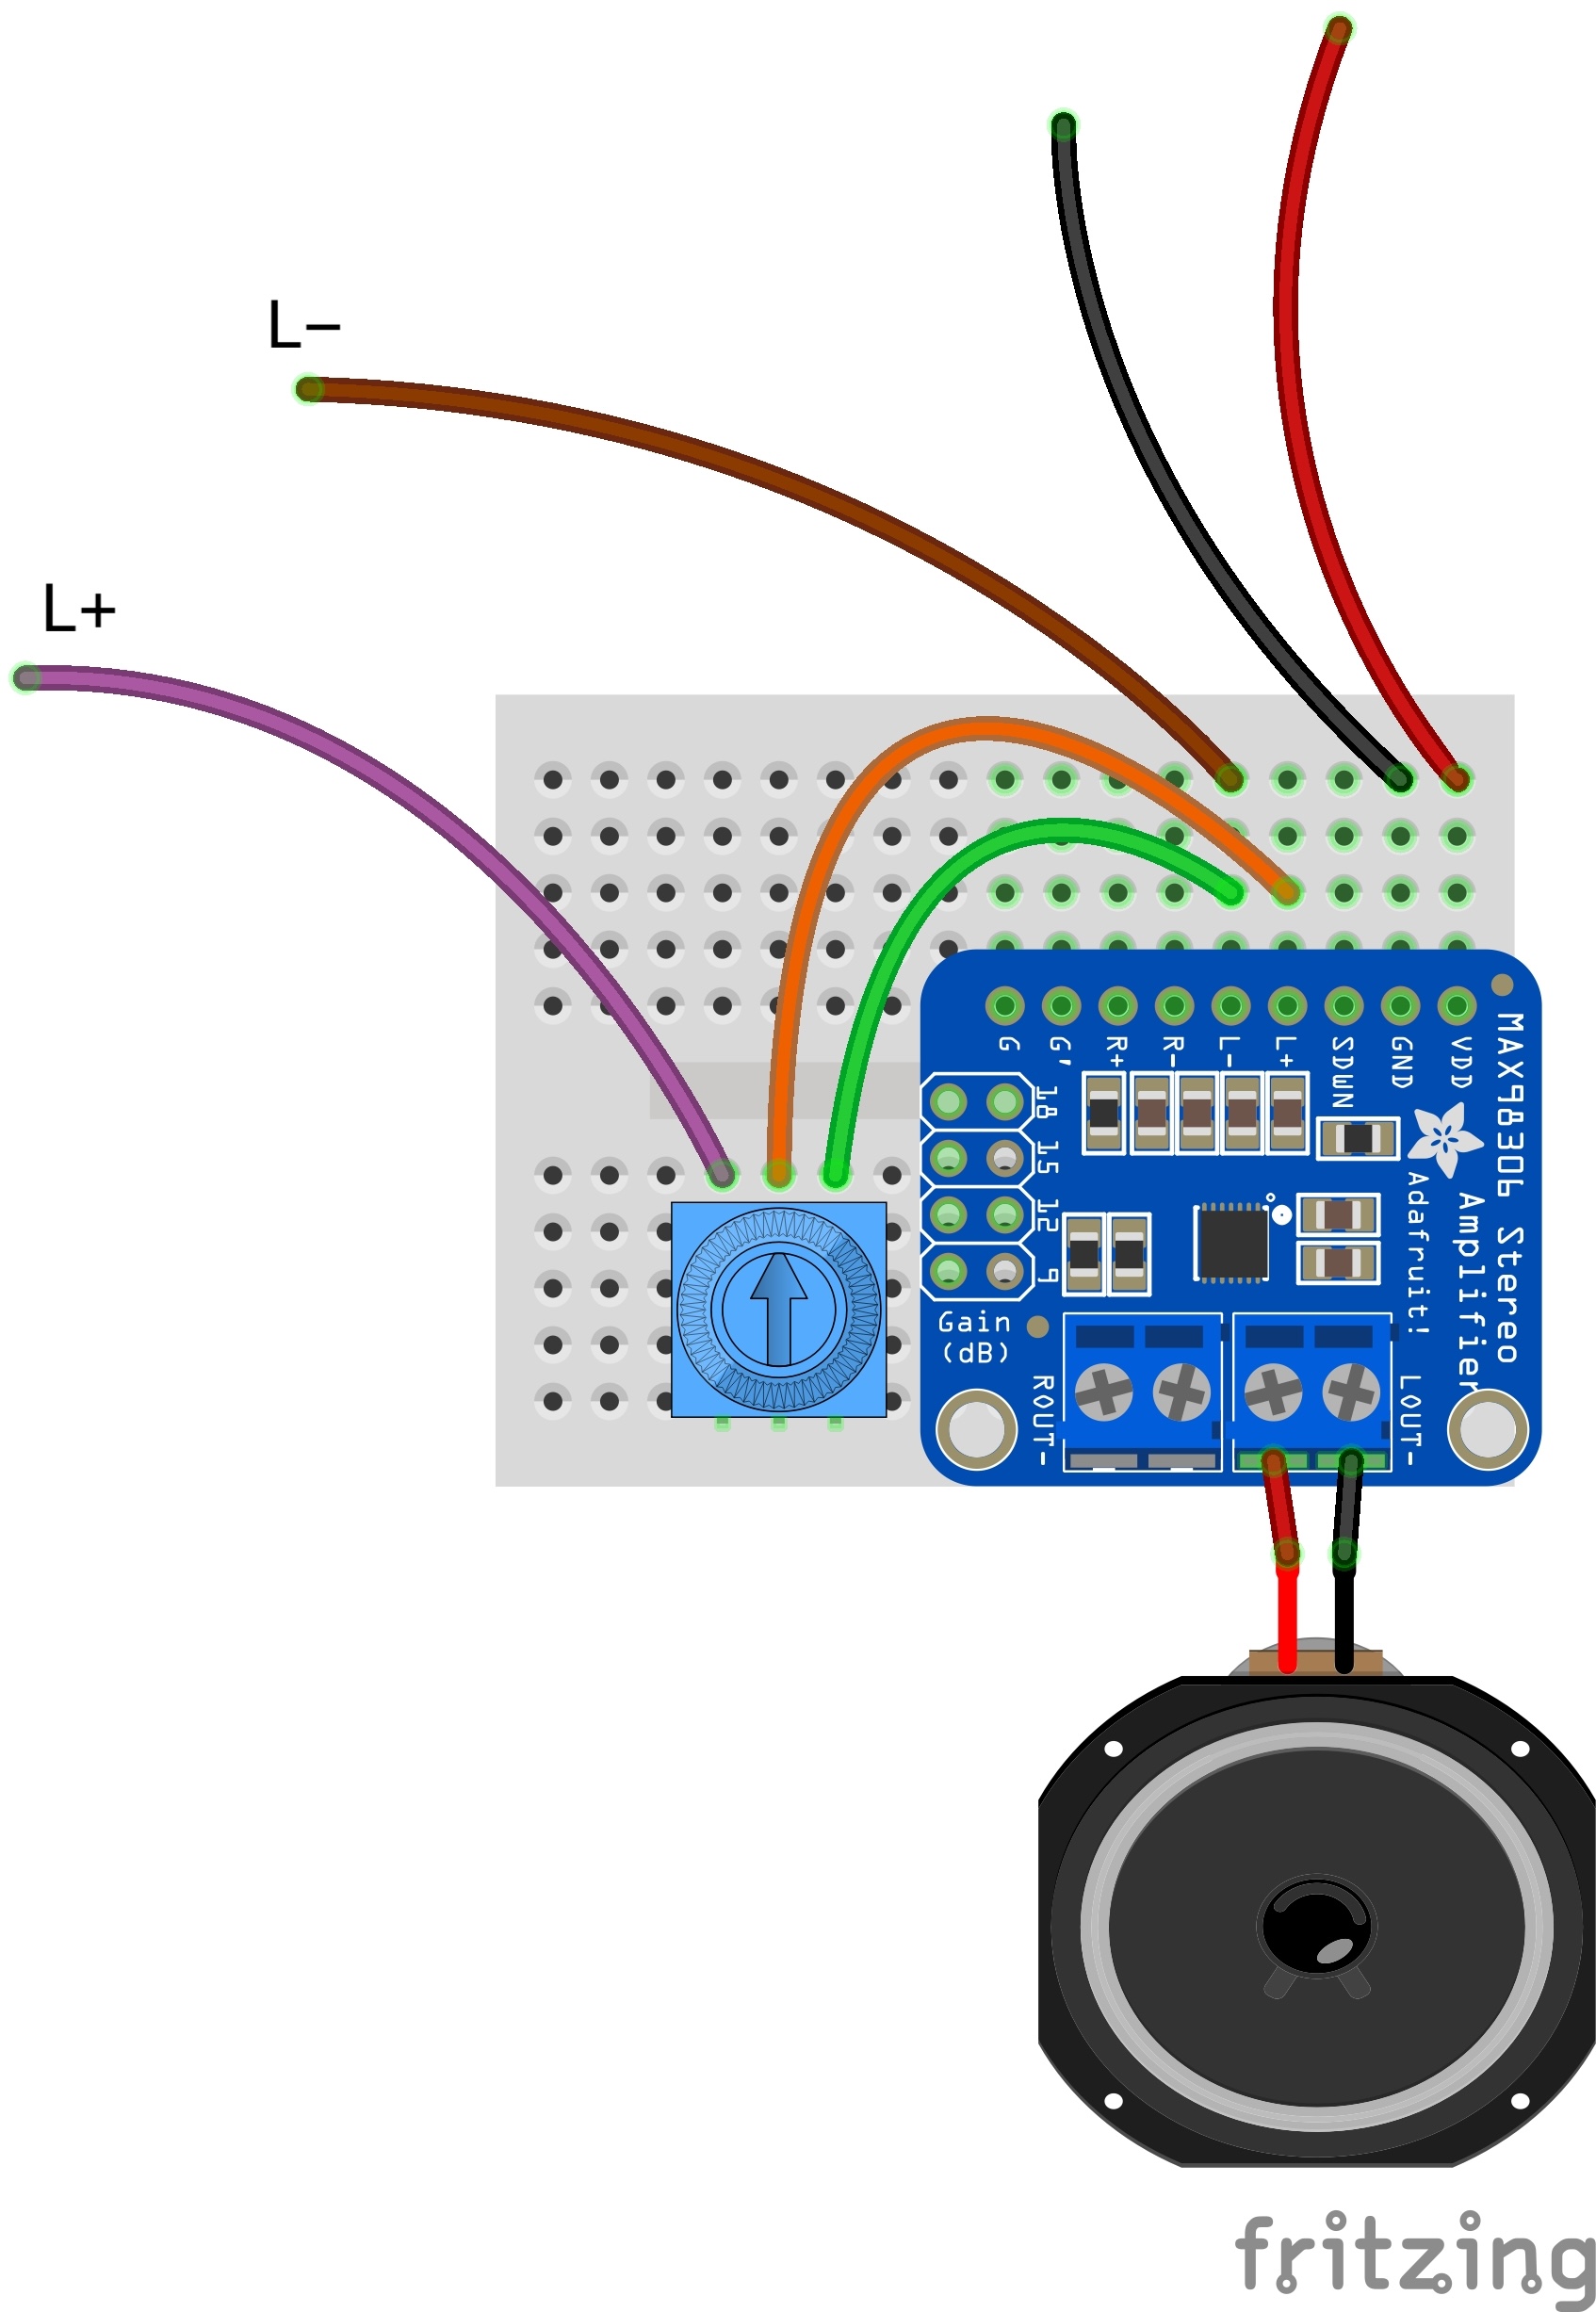 L-
L+
G
G'
R+
R-
L-
L+
SDWN
GND
VDD
MAX98306 Stereo
Amplifier
Adafruit!
18
15
12
9
Gain
(dB)
ROUT-
LOUT-
fritzing